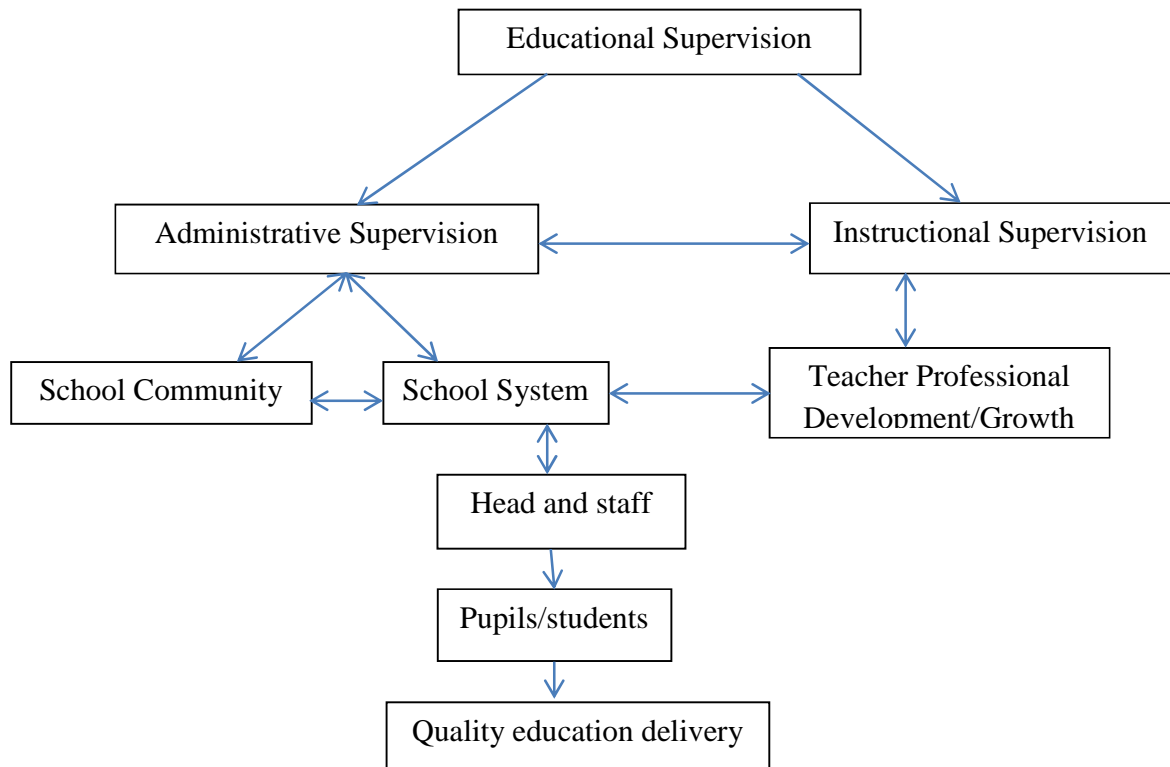 Educational Supervision
Administrative Supervision
Instructional Supervision
School Community
School System
Teacher Professional
Development/Growth
Head and staff
Pupils/students
Quality education delivery